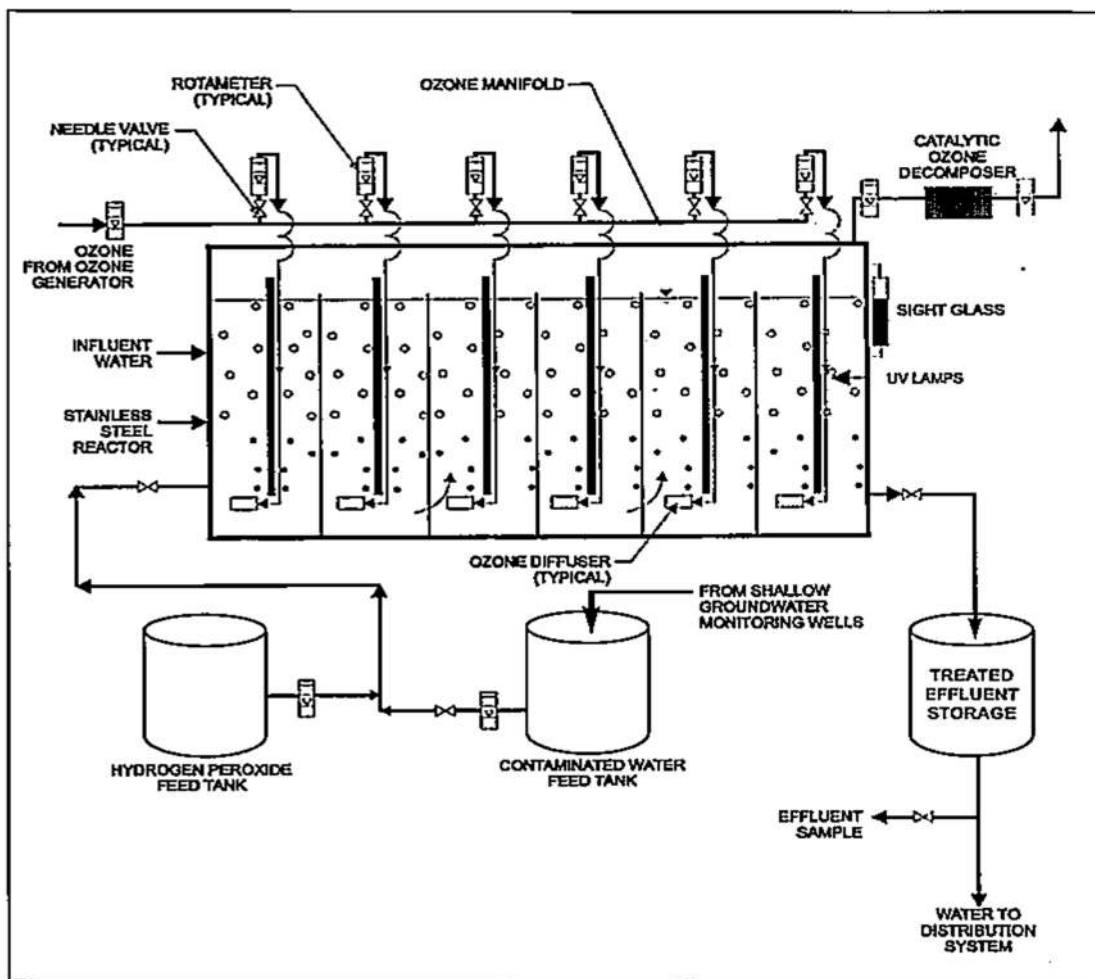 ROTAMETER
(TYPICAL)
OZONE MANIFOLD
NEEDLE VALVE
(TYPICAL)
CATALYTIC
OZONE
DECOMPOSER
OZONE
FROM OZONE
GENERATOR
SIGHT GLASS
INFLUENT
WATER
UV LAMPS
STAINLESS
STEEL
REACTOR
OZONE DIFFUSER
(TYPICAL)
FROM SHALLOW
GROUNDWATER
MONITORING WELLS
TREATED
EFFLUENT
STORAGE
HYDROGEN PEROXIDE
FEED TANK
CONTAMINATED WATER
FEED TANK
EFFLUENT
SAMPLE
WATER TO
DISTRIBUTION
SYSTEM